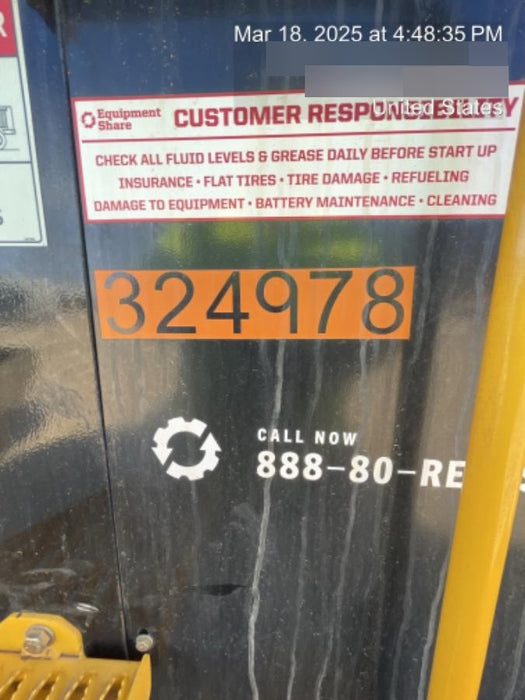 R
Mar 18, 2025 at 4:48:35 PM
United States
Equipment
Share
CUSTOMER RESPONSIBILITY
CHECK ALL FLUID LEVELS & GREASE DAILY BEFORE START UP
INSURANCE • FLAT TIRES • TIRE DAMAGE • REFUELING
DAMAGE TO EQUIPMENT • BATTERY MAINTENANCE • CLEANING
S
324978
CALL NOW
888-80-RE